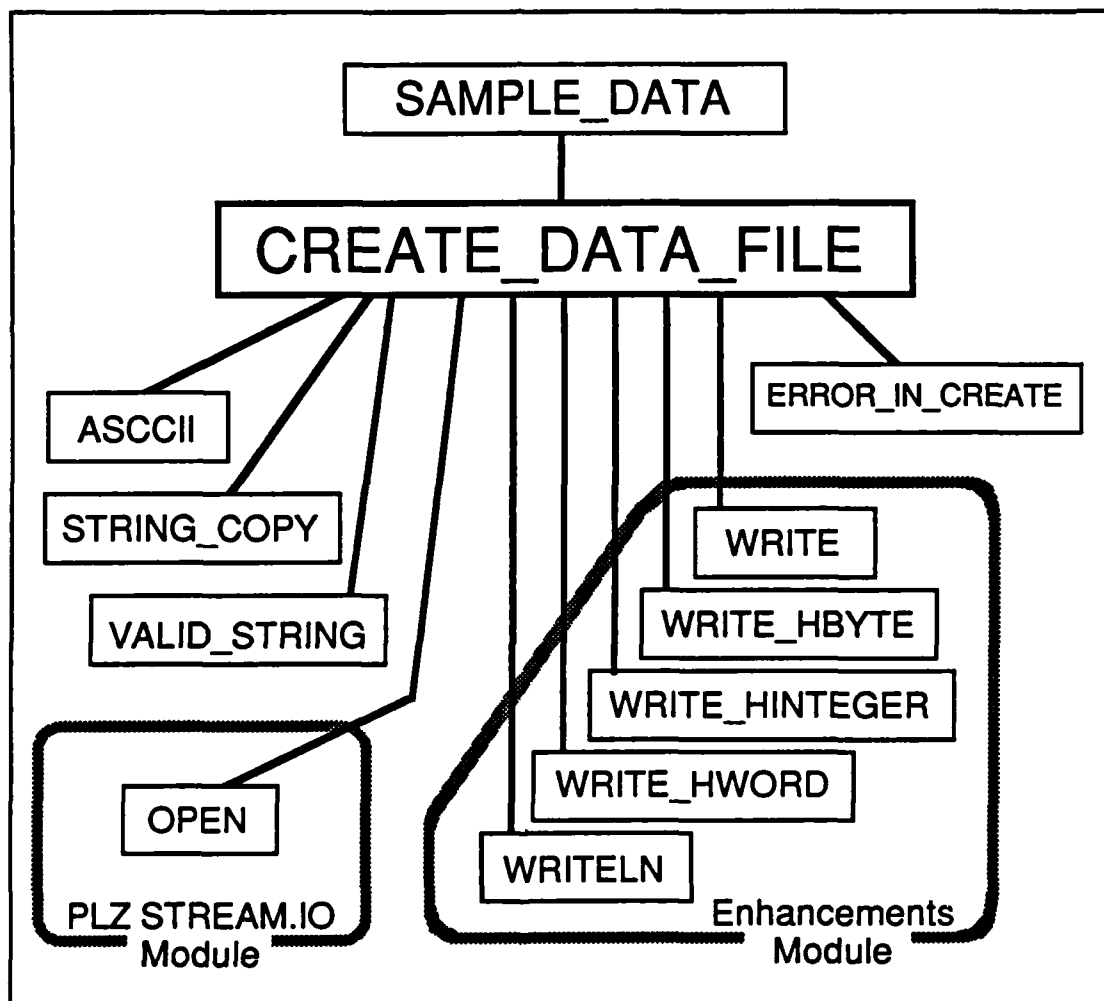 SAMPLE_DATA
CREATE_DATA_FILE
ERROR_IN_CREATE
ASCCII
STRING_COPY
WRITE
VALID_STRING
WRITE_HBYTE
WRITE_HINTEGER
WRITE_HWORD
OPEN
WRITELN
PLZ STREAM.IO
Module
Enhancements
Module